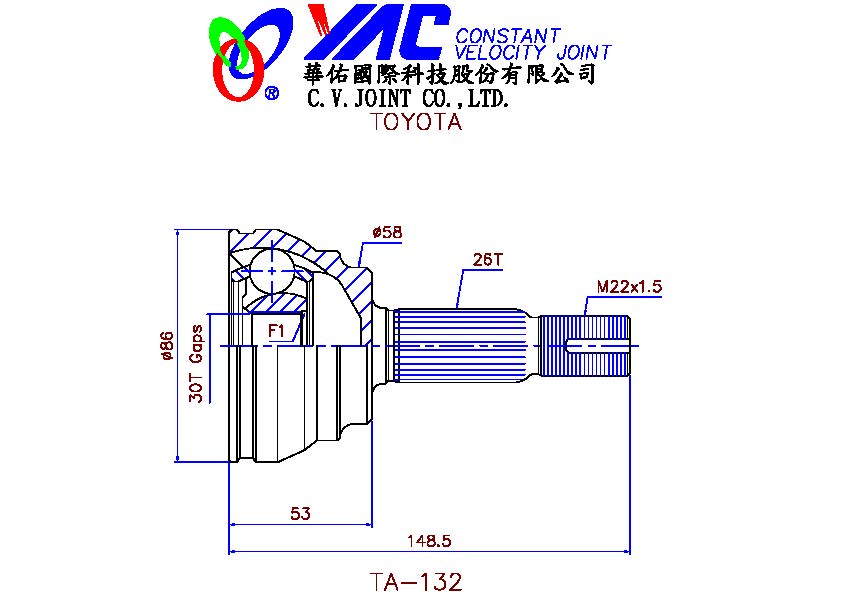 YAC CONSTANT
VELOCITY JOINT
®
華佑國際科技股份有限公司
C.V.JOINT CO.,LTD.
TOYOTA
ø58
26T
M22x1.5
F1
ø86
30T Gaps
53
148.5
TA-132